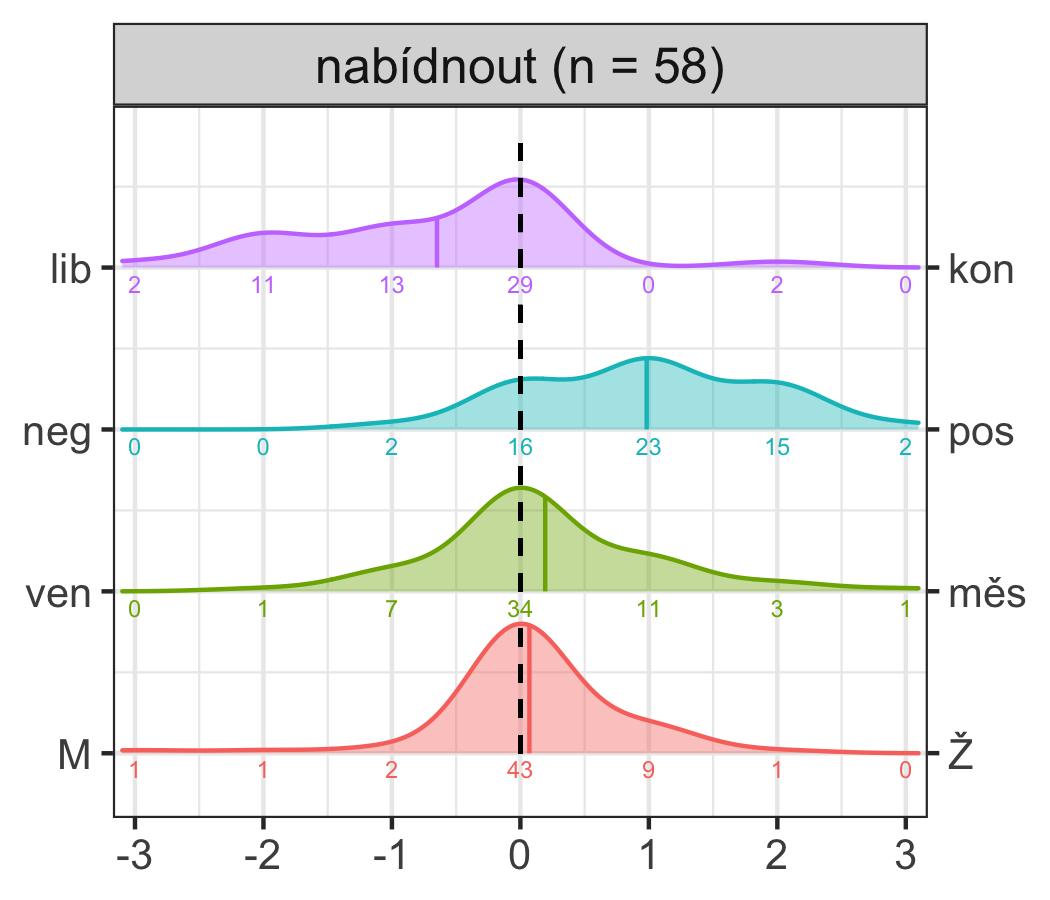 nabídnout (n = 58)
lib kon
2 11 13 29 0 2 0
neg pos
0 0 2 16 23 15 2
ven měs
0 1 7 34 11 3 1
M Ž
1 1 2 43 9 1 0
-3 -2 -1 0 1 2 3